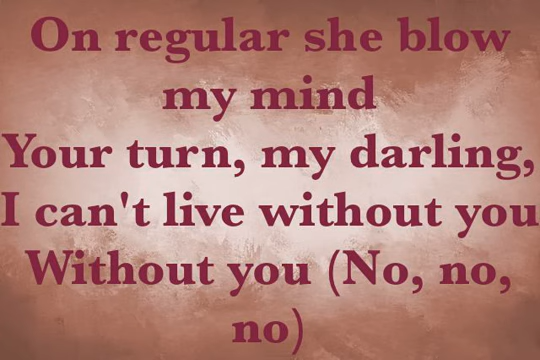 On regular she blow
my mind
Your turn, my darling,
I can't live without you
Without you (No, no,
no)